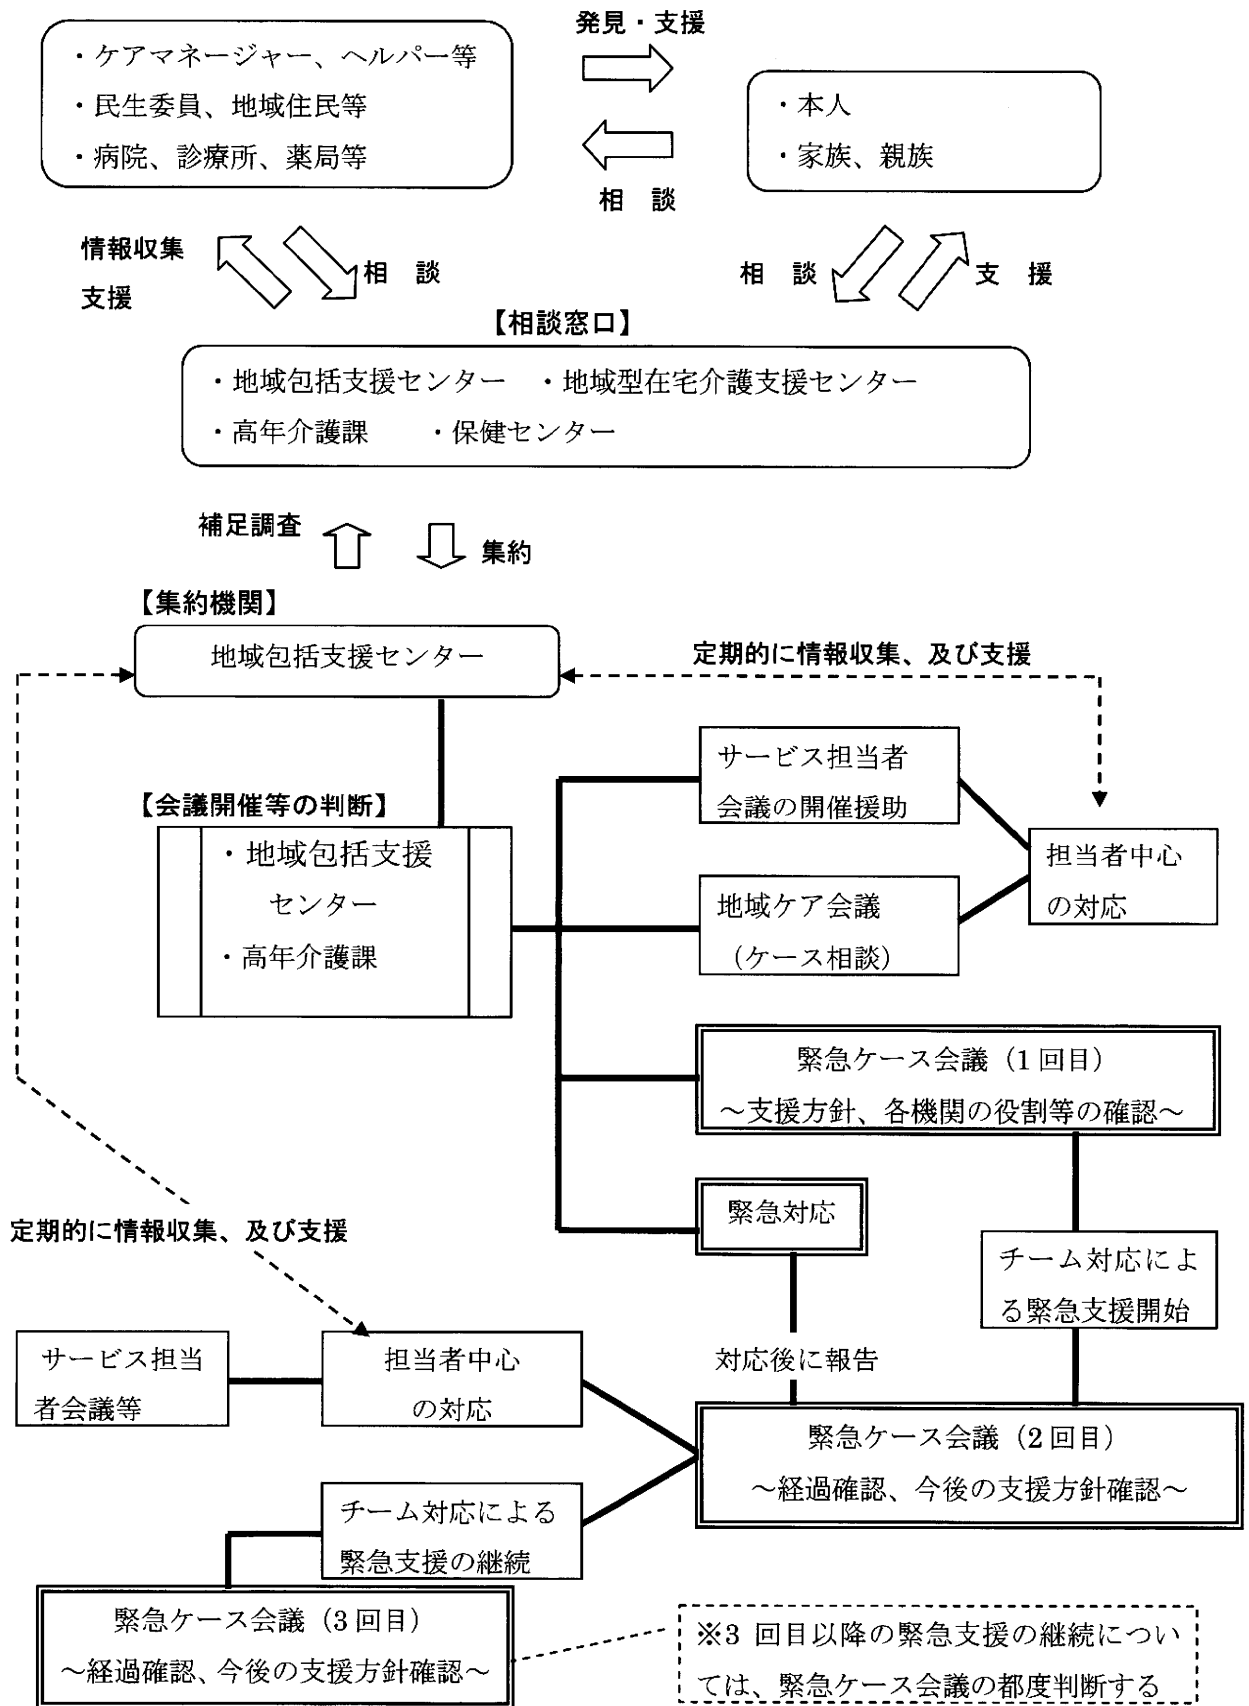 発見・支援
・ケアマネージャー、ヘルパー等
・民生委員、地域住民等
・病院、診療所、薬局等
・本人
・家族、親族
相　談
情報収集
支援
相　談
相　談
支　援
【相談窓口】
・地域包括支援センター　・地域型在宅介護支援センター
・高年介護課　　・保健センター
補足調査
集約
【集約機関】
地域包括支援センター
定期的に情報収集、及び支援
【会議開催等の判断】
・地域包括支援
センター
・高年介護課
サービス担当者
会議の開催援助
地域ケア会議
（ケース相談）
担当者中心
の対応
緊急ケース会議（1回目）
～支援方針、各機関の役割等の確認～
緊急対応
チーム対応によ
る緊急支援開始
対応後に報告
定期的に情報収集、及び支援
サービス担当
者会議等
担当者中心
の対応
緊急ケース会議（2回目）
～経過確認、今後の支援方針確認～
チーム対応による
緊急支援の継続
緊急ケース会議（3回目）
～経過確認、今後の支援方針確認～
※3 回目以降の緊急支援の継続につい
ては、緊急ケース会議の都度判断する